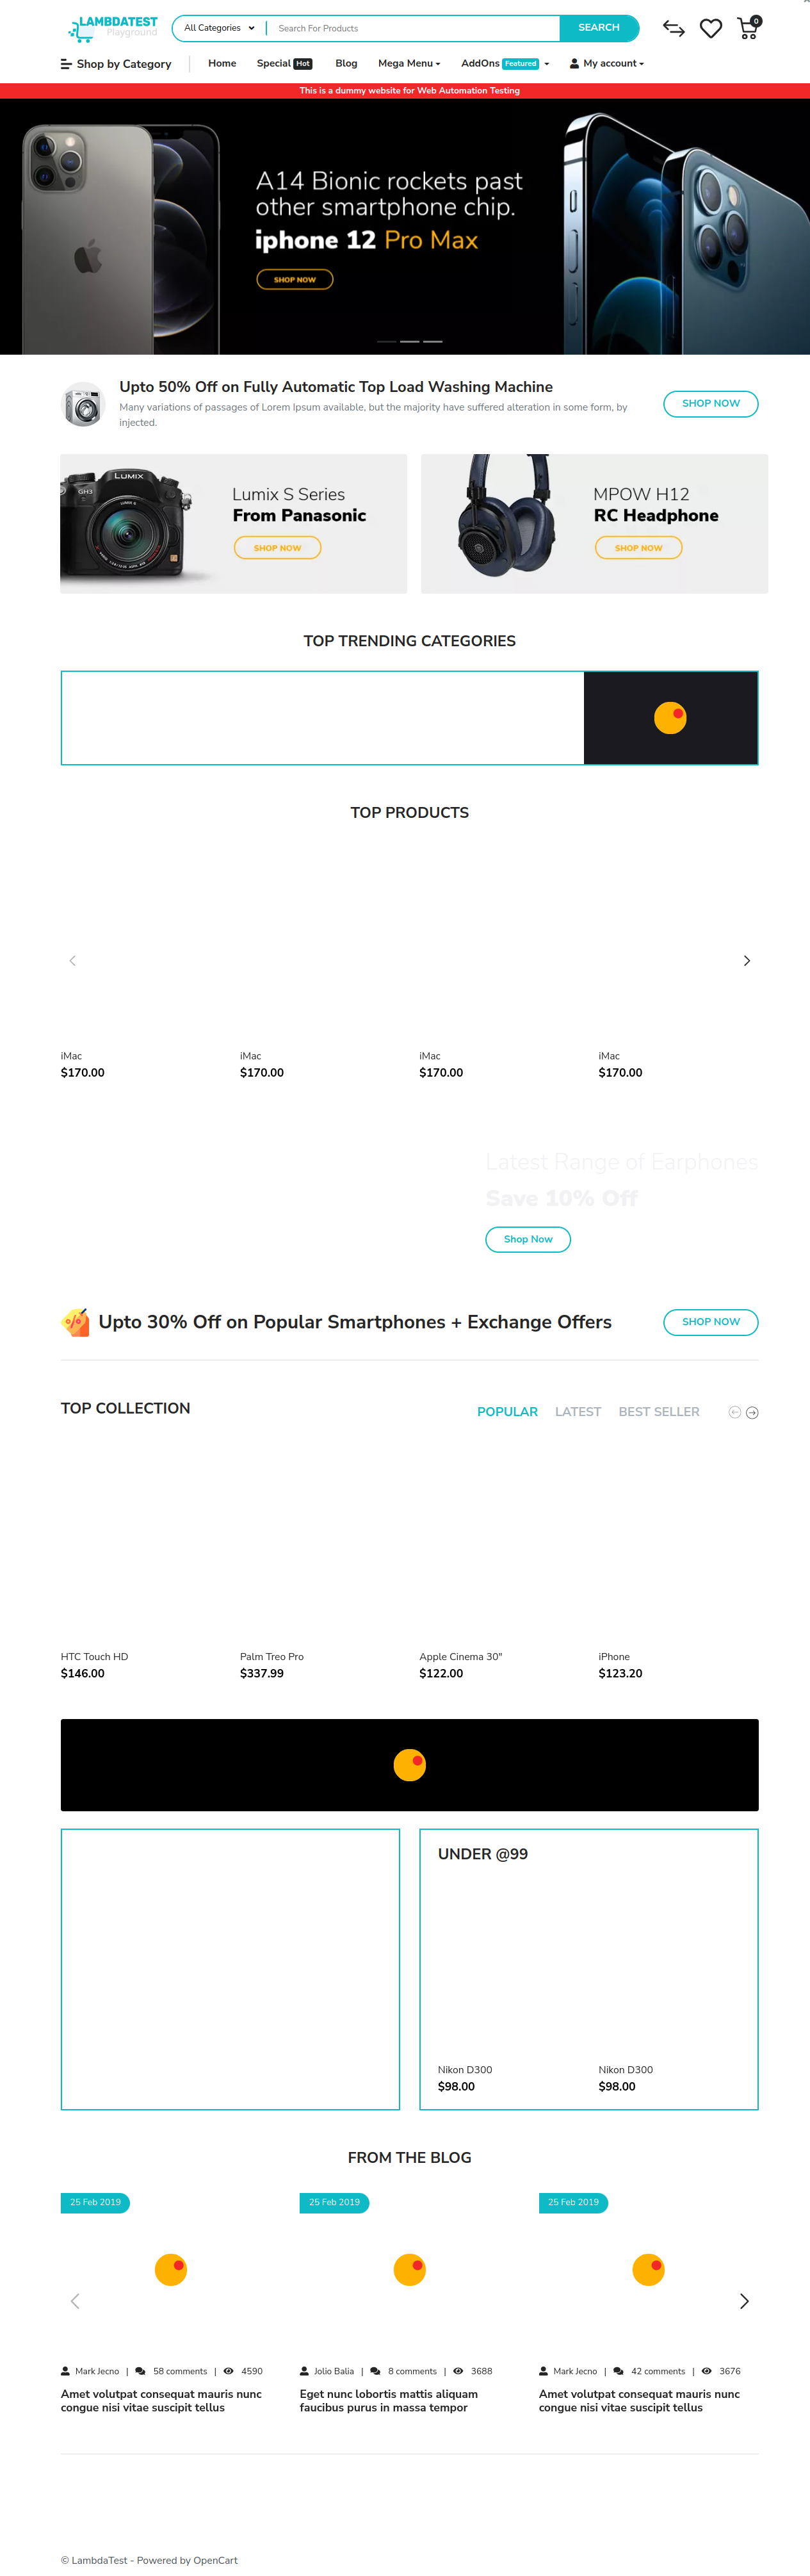 LAMBDATEST
Playground
All Categories
Search For Products
SEARCH
0
Shop by Category
Home
Special Hot
Blog
Mega Menu
AddOns Featured
My account
This is a dummy website for Web Automation Testing
A14 Bionic rockets past
other smartphone chip.
iphone 12 Pro Max
SHOP NOW
Upto 50% Off on Fully Automatic Top Load Washing Machine
Many variations of passages of Lorem Ipsum available, but the majority have suffered alteration in some form, by
injected.
SHOP NOW
LUMIX
GH3
Lumix S Series
From Panasonic
SHOP NOW
MPOW H12
RC Headphone
SHOP NOW
TOP TRENDING CATEGORIES
TOP PRODUCTS
iMac
$170.00
iMac
$170.00
iMac
$170.00
iMac
$170.00
Latest Range of Earphones
Save 10% Off
Shop Now
Upto 30% Off on Popular Smartphones + Exchange Offers
SHOP NOW
TOP COLLECTION
POPULAR
LATEST
BEST SELLER
HTC Touch HD
$146.00
Palm Treo Pro
$337.99
Apple Cinema 30"
$122.00
iPhone
$123.20
UNDER @99
Nikon D300
$98.00
Nikon D300
$98.00
FROM THE BLOG
25 Feb 2019
Mark Jecno | 58 comments | 4590
Amet volutpat consequat mauris nunc
congue nisi vitae suscipit tellus
25 Feb 2019
Jolio Balia | 8 comments | 3688
Eget nunc lobortis mattis aliquam
faucibus purus in massa tempor
25 Feb 2019
Mark Jecno | 42 comments | 3676
Amet volutpat consequat mauris nunc
congue nisi vitae suscipit tellus
© LambdaTest - Powered by OpenCart